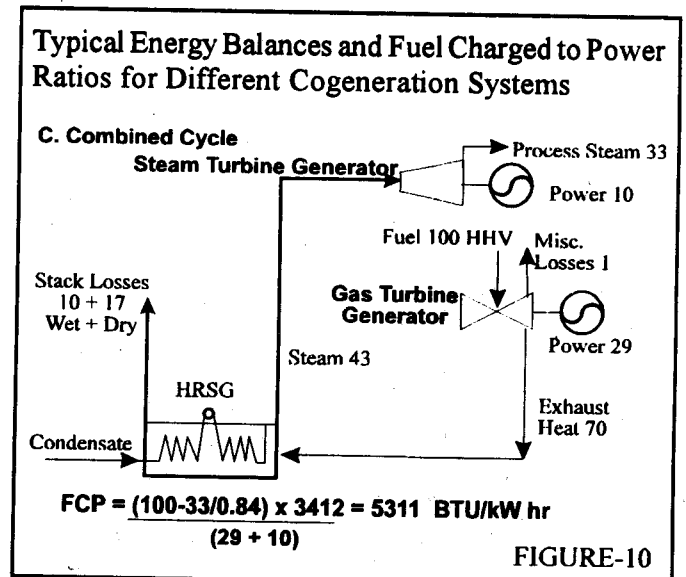 Typical Energy Balances and Fuel Charged to Power
Ratios for Different Cogeneration Systems
C. Combined Cycle
Steam Turbine Generator
Process Steam 33
Power 10
Fuel 100 HHV
Misc.
Losses 1
Stack Losses
10 + 17
Wet + Dry
Gas Turbine
Generator
Power 29
Steam 43
HRSG
Exhaust
Heat 70
Condensate
FCP = (100-33/0.84) x 3412 = 5311 BTU/kW hr
(29 + 10)
FIGURE-10